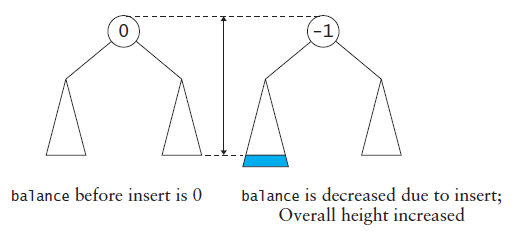 0
-1
balance before insert is 0
balance is decreased due to insert;
Overall height increased